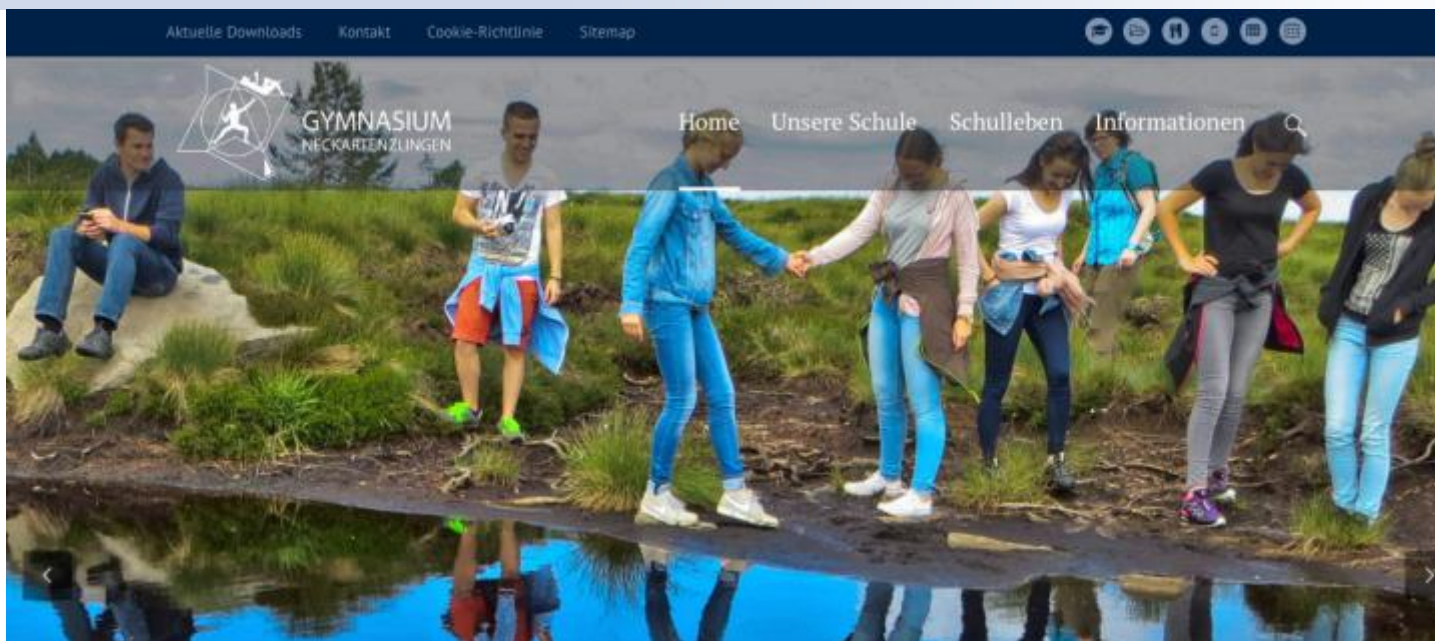 Aktuelle Downloads Kontakt Cookie-Richtlinie Sitemap
GYMNASIUM
NECKARTENZLINGEN
Home Unsere Schule Schulleben Informationen